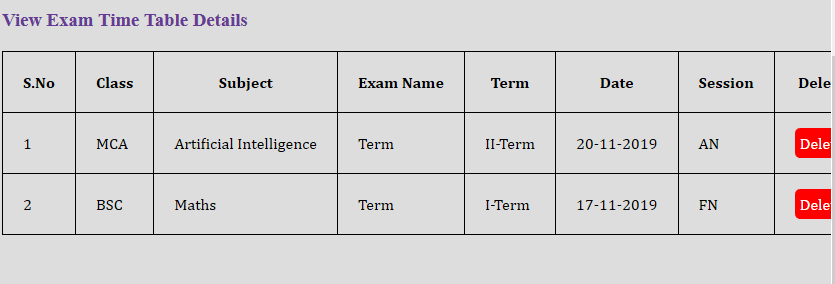 View Exam Time Table Details
S.No Class Subject Exam Name Term Date Session Dele
1 MCA Artificial Intelligence Term II-Term 20-11-2019 AN Dele
2 BSC Maths Term I-Term 17-11-2019 FN Dele